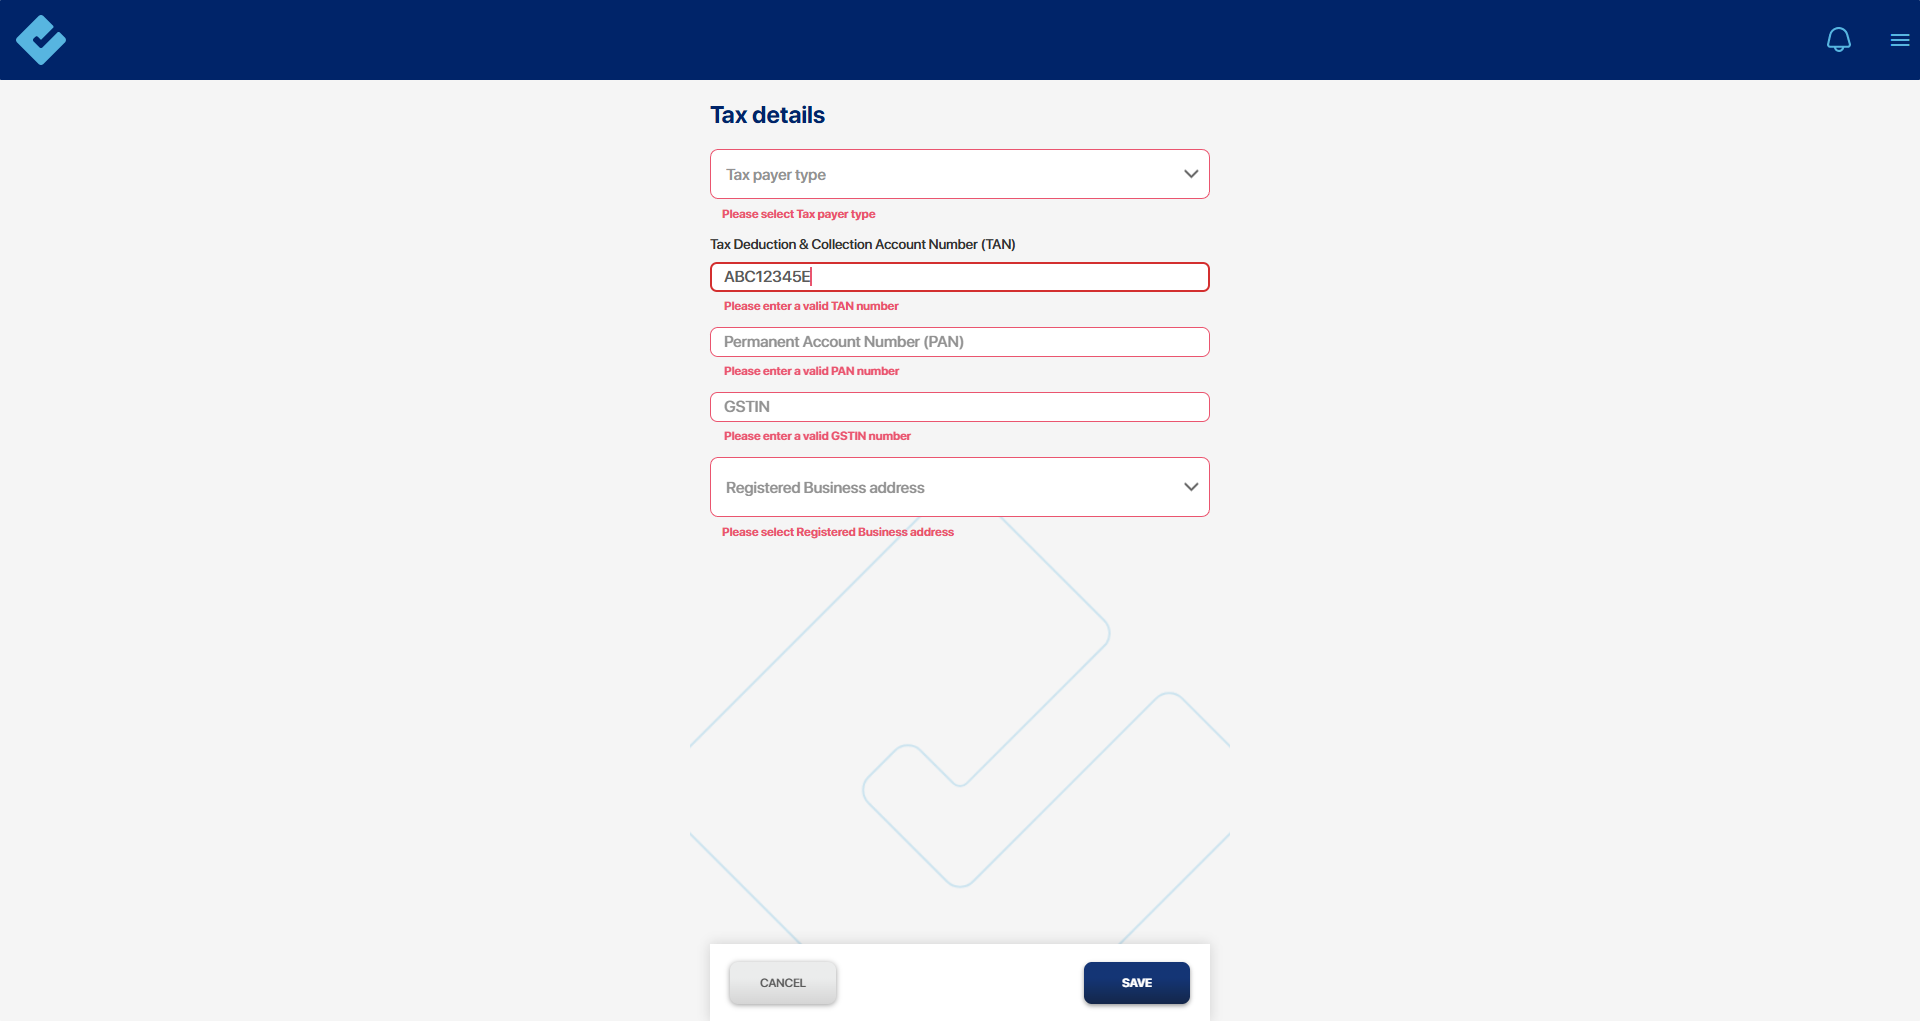 Tax details
Tax payer type
Please select Tax payer type
Tax Deduction & Collection Account Number (TAN)
ABC12345E
Please enter a valid TAN number
Permanent Account Number (PAN)
Please enter a valid PAN number
GSTIN
Please enter a valid GSTIN number
Registered Business address
Please select Registered Business address
CANCEL
SAVE